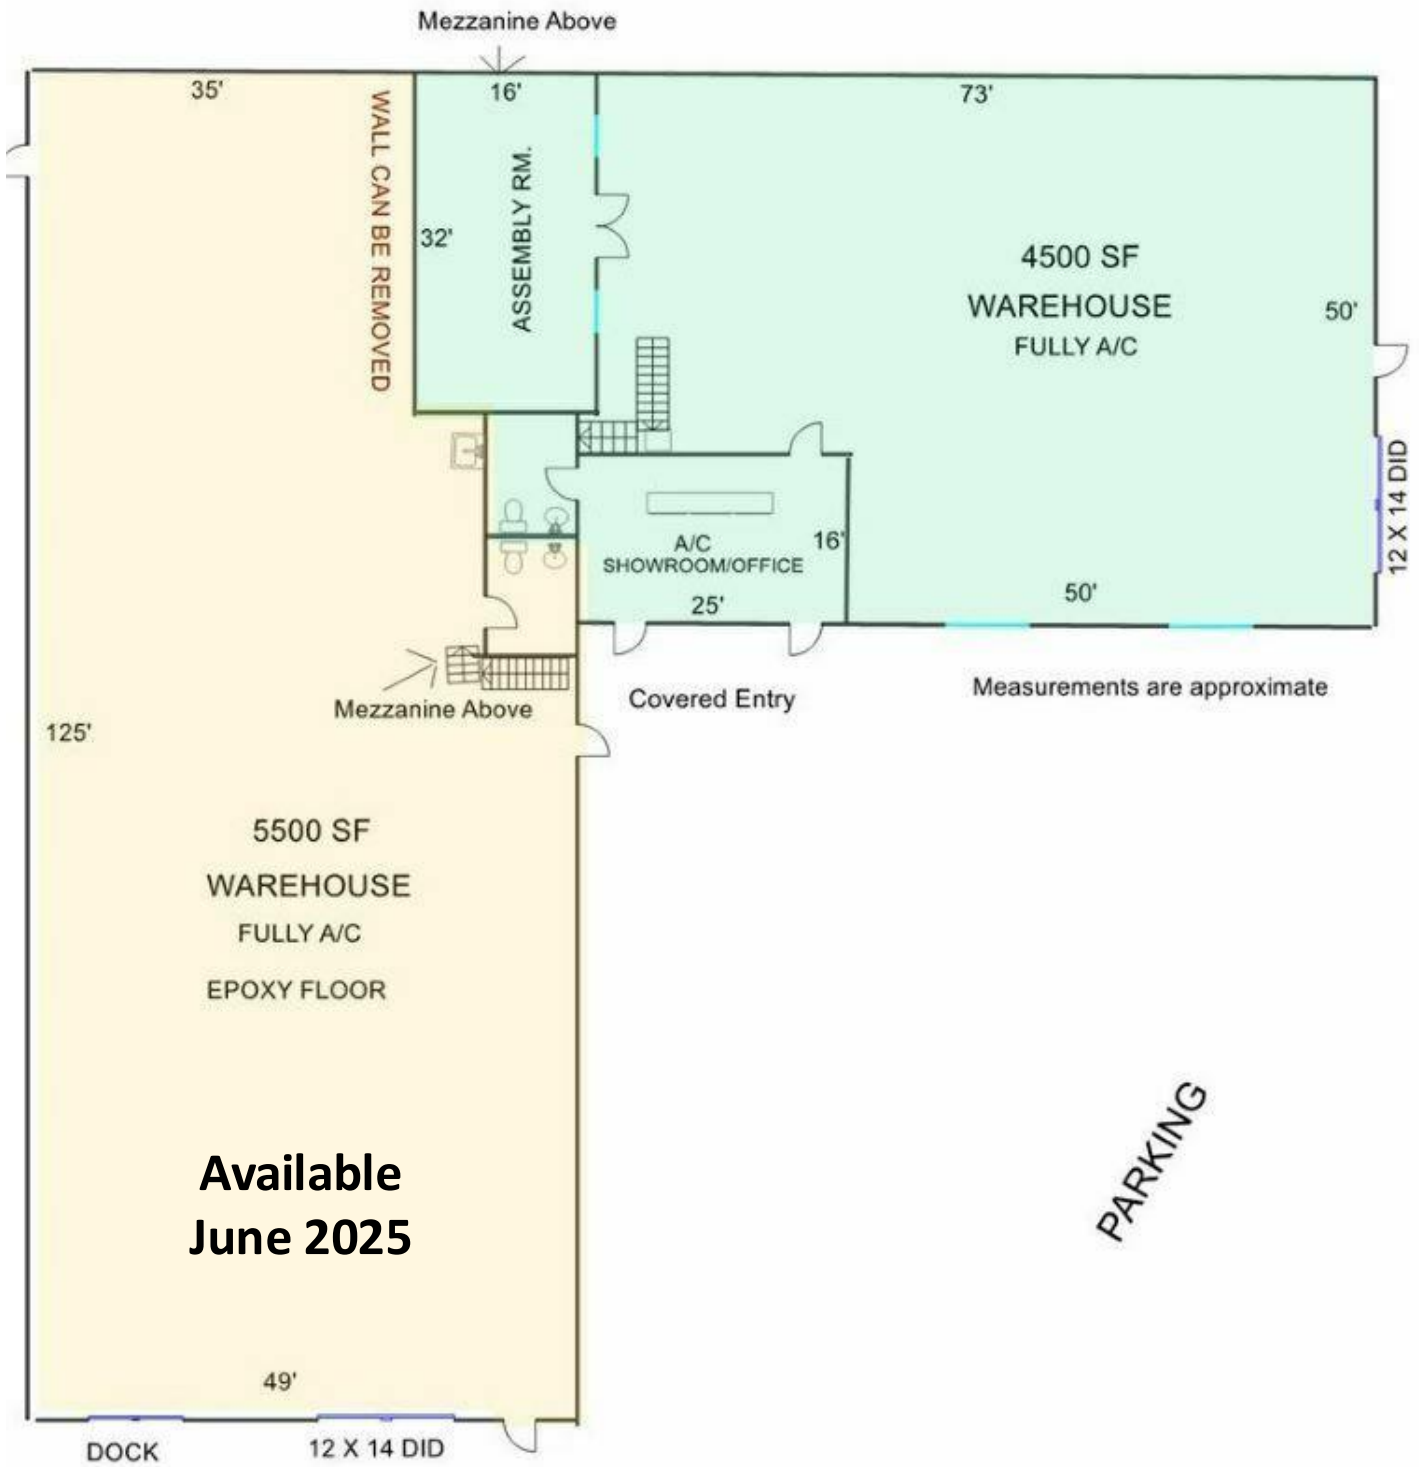 Mezzanine Above
35'
16'
73'
WALL CAN BE REMOVED
ASSEMBLY RM.
32'
4500 SF
WAREHOUSE
FULLY A/C
50'
12 X 14 DID
A/C
SHOWROOM/OFFICE
16'
25'
50'
Mezzanine Above
Covered Entry
Measurements are approximate
125'
5500 SF
WAREHOUSE
FULLY A/C
EPOXY FLOOR
Available
June 2025
PARKING
49'
DOCK
12 X 14 DID